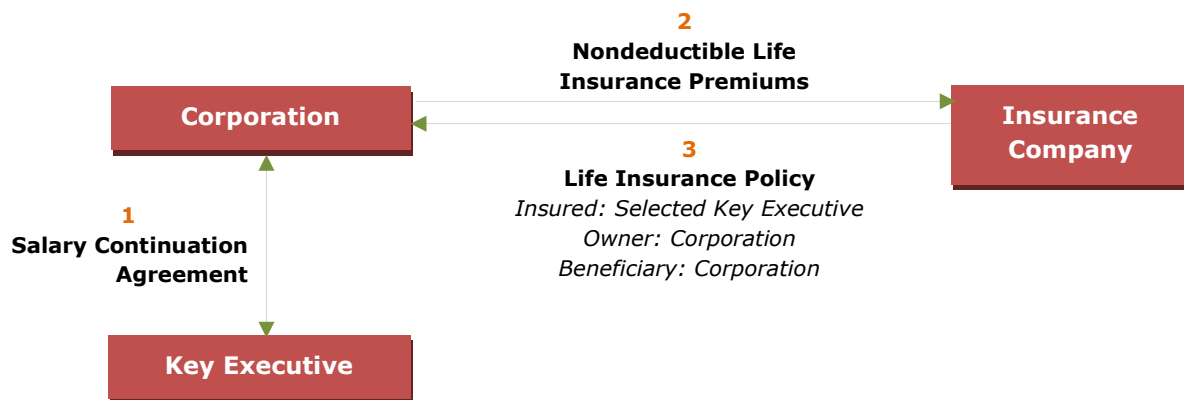 2
Nondeductible Life
Insurance Premiums
Corporation
Insurance
Company
3
Life Insurance Policy
Insured: Selected Key Executive
Owner: Corporation
Beneficiary: Corporation
1
Salary Continuation
Agreement
Key Executive